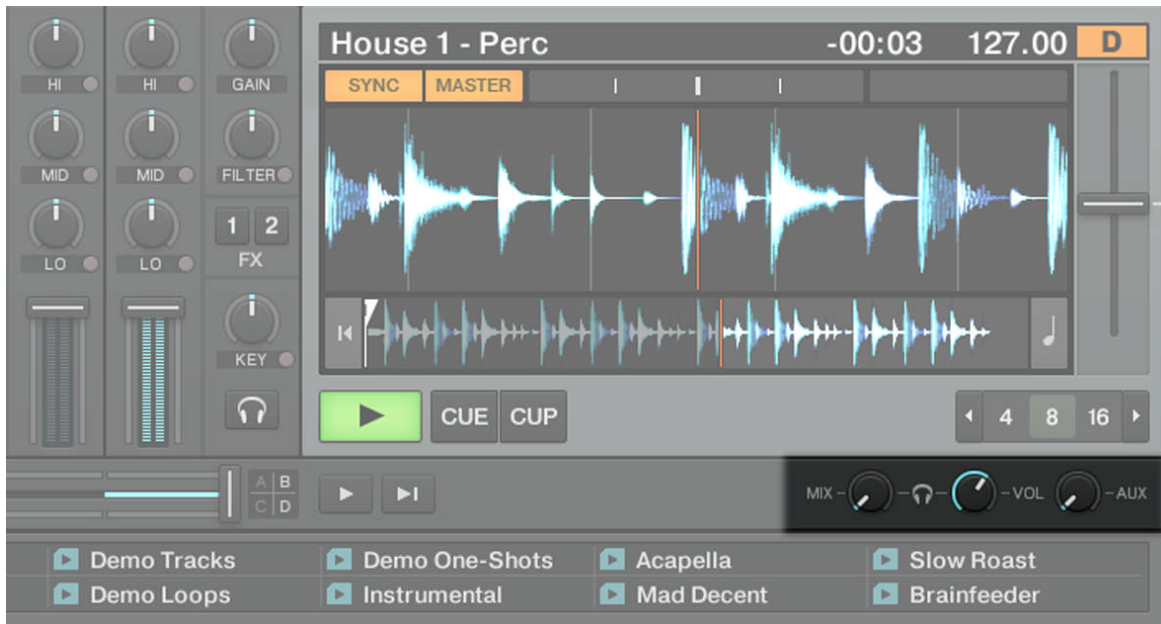 House 1 - Perc -00:03 127.00 D
HI HI GAIN
SYNC MASTER
MID MID FILTER
1 2
FX
LO LO
KEY
CUE CUP
4 8 16
A B
C D
MIX VOL AUX
Demo Tracks Demo One-Shots Acapella Slow Roast
Demo Loops Instrumental Mad Decent Brainfeeder